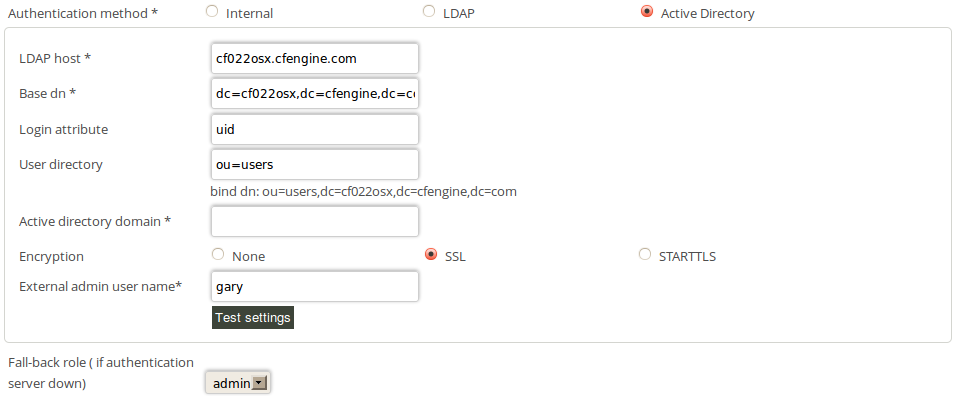 Authentication method * Internal LDAP Active Directory
LDAP host * cf022osx.cfengine.com
Base dn * dc=cf022osx,dc=cfengine,dc=c
Login attribute uid
User directory ou=users
bind dn: ou=users,dc=cf022osx,dc=cfengine,dc=com
Active directory domain *
Encryption None SSL STARTTLS
External admin user name* gary
Test settings
Fall-back role ( if authentication
server down) admin